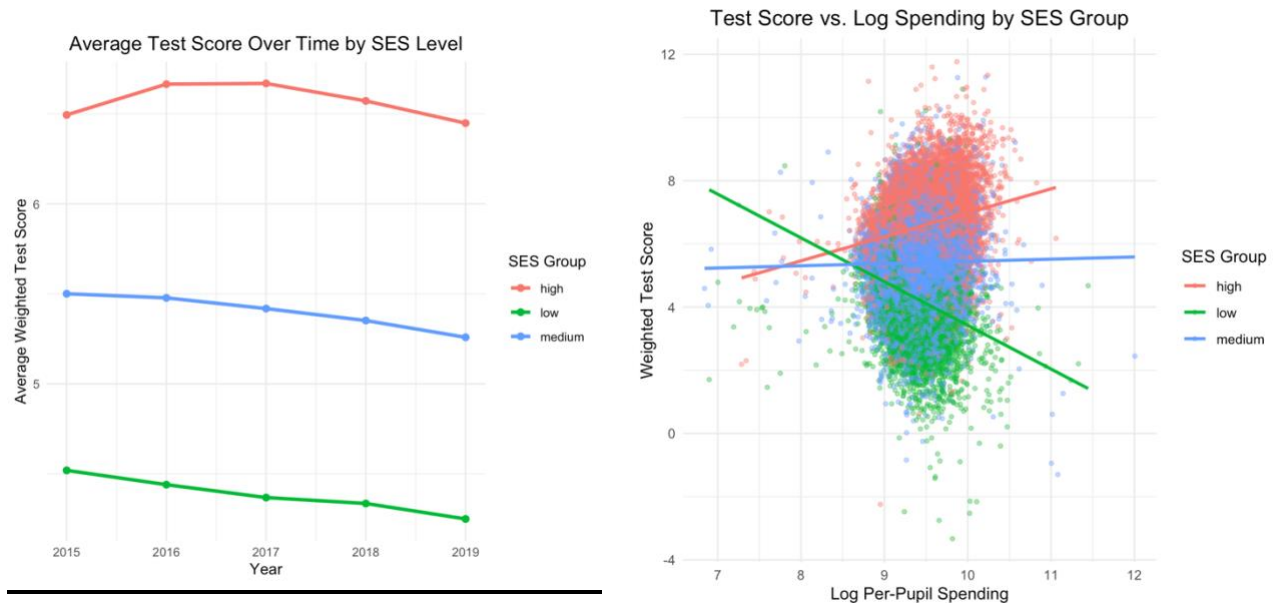 Average Test Score Over Time by SES Level
Average Weighted Test Score
6
5
2015 2016 2017 2018 2019
Year
SES Group
high
low
medium
Test Score vs. Log Spending by SES Group
Weighted Test Score
12
8
4
0
-4
7 8 9 10 11 12
Log Per-Pupil Spending
SES Group
high
low
medium